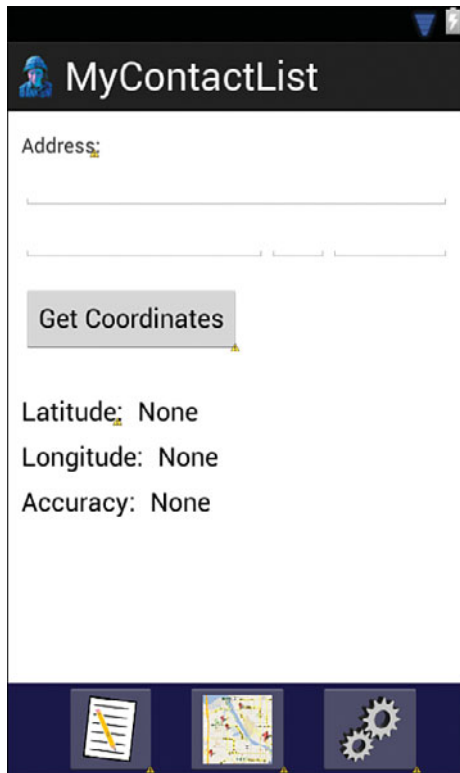 MyContactList
Address:
Get Coordinates
Latitude: None
Longitude: None
Accuracy: None